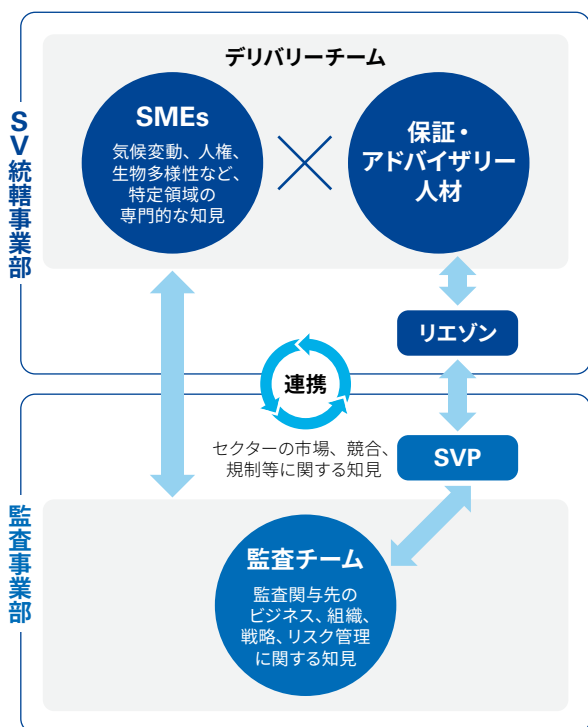 デリバリーチーム
SV統轄事業部
SMEs
気候変動、人権、
生物多様性など、
特定領域の
専門的な知見
保証・
アドバイザリー
人材
リエゾン
連携
セクターの市場、競合、
規制等に関する知見
SVP
監査事業部
監査チーム
監査関与先の
ビジネス、組織、
戦略、リスク管理
に関する知見